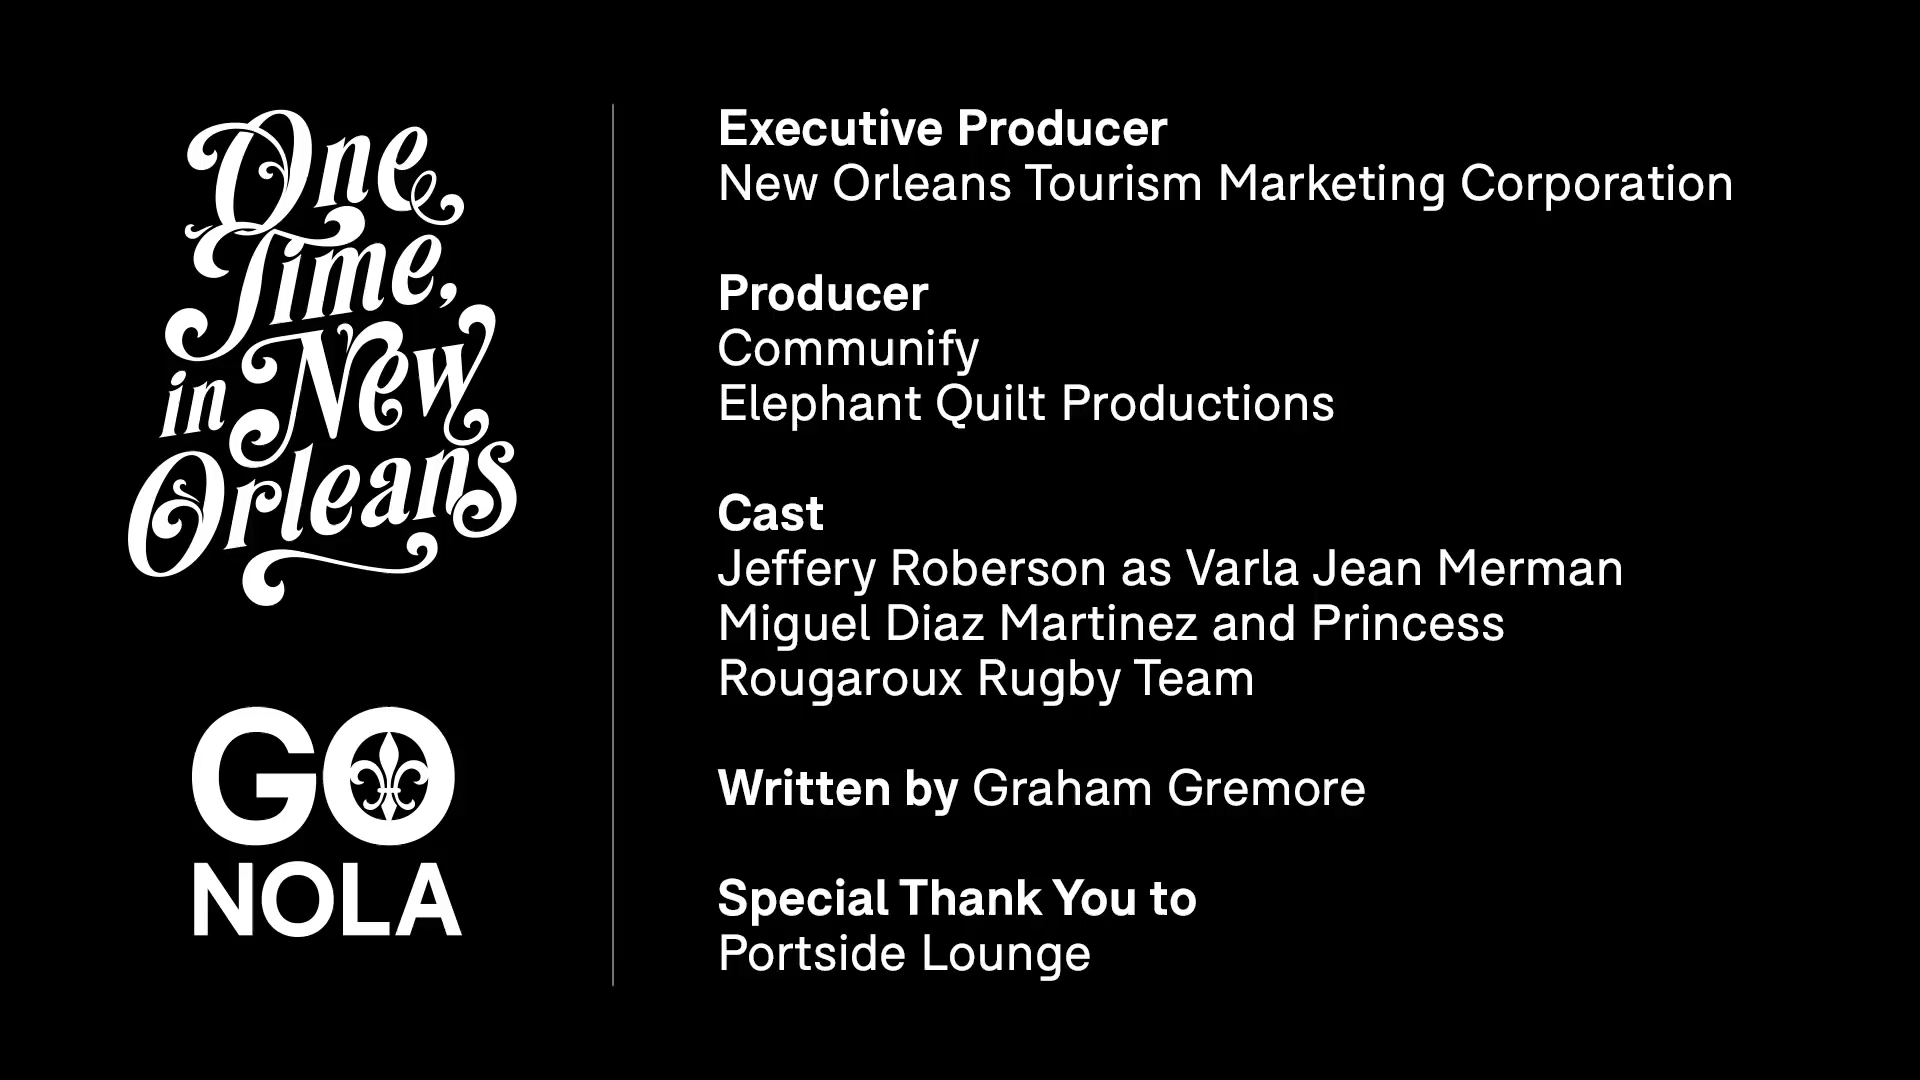 One
Time,
in New
Orleans
GO
NOLA
Executive Producer
New Orleans Tourism Marketing Corporation
Producer
Communify
Elephant Quilt Productions
Cast
Jeffery Roberson as Varla Jean Merman
Miguel Diaz Martinez and Princess
Rougaroux Rugby Team
Written by Graham Gremore
Special Thank You to
Portside Lounge